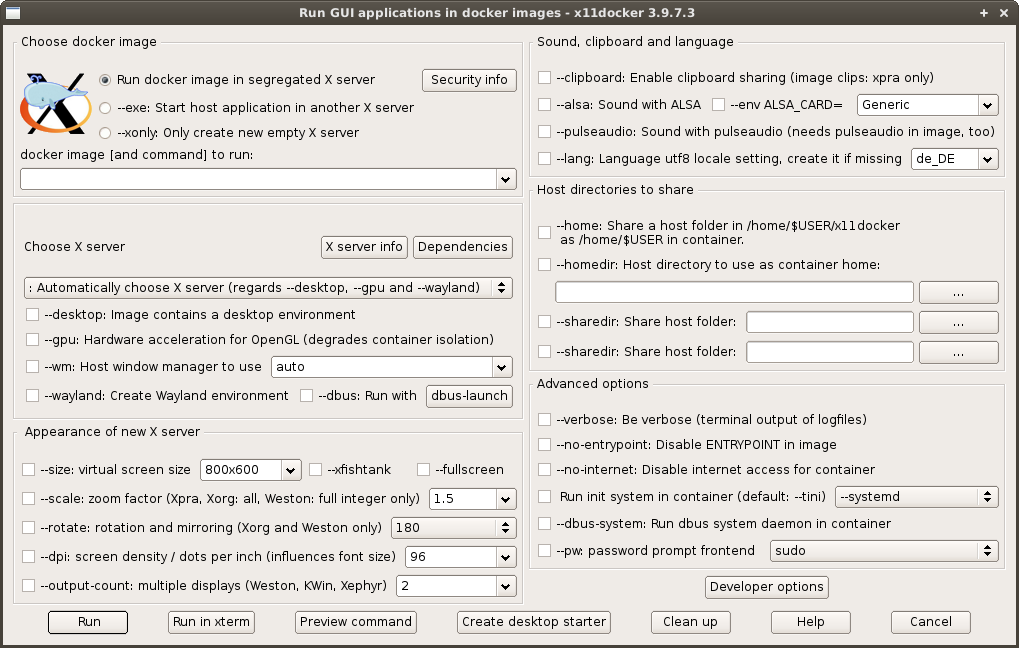 Run GUI applications in docker images - x11docker 3.9.7.3
Choose docker image
Run docker image in segregated X server
Security info
--exe: Start host application in another X server
--xonly: Only create new empty X server
docker image [and command] to run:
Choose X server
X server info
Dependencies
: Automatically choose X server (regards --desktop, --gpu and --wayland)
--desktop: Image contains a desktop environment
--gpu: Hardware acceleration for OpenGL (degrades container isolation)
--wm: Host window manager to use
auto
--wayland: Create Wayland environment
--dbus: Run with
dbus-launch
Appearance of new X server
--size: virtual screen size
800x600
--xfishtank
--fullscreen
--scale: zoom factor (Xpra, Xorg: all, Weston: full integer only)
1.5
--rotate: rotation and mirroring (Xorg and Weston only)
180
--dpi: screen density / dots per inch (influences font size)
96
--output-count: multiple displays (Weston, KWin, Xephyr)
2
Sound, clipboard and language
--clipboard: Enable clipboard sharing (image clips: xpra only)
--alsa: Sound with ALSA
--env ALSA_CARD=
Generic
--pulseaudio: Sound with pulseaudio (needs pulseaudio in image, too)
--lang: Language utf8 locale setting, create it if missing
de_DE
Host directories to share
--home: Share a host folder in /home/$USER/x11docker
as /home/$USER in container.
--homedir: Host directory to use as container home:
...
--sharedir: Share host folder:
...
--sharedir: Share host folder:
...
Advanced options
--verbose: Be verbose (terminal output of logfiles)
--no-entrypoint: Disable ENTRYPOINT in image
--no-internet: Disable internet access for container
Run init system in container (default: --tini)
--systemd
--dbus-system: Run dbus system daemon in container
--pw: password prompt frontend
sudo
Developer options
Run
Run in xterm
Preview command
Create desktop starter
Clean up
Help
Cancel